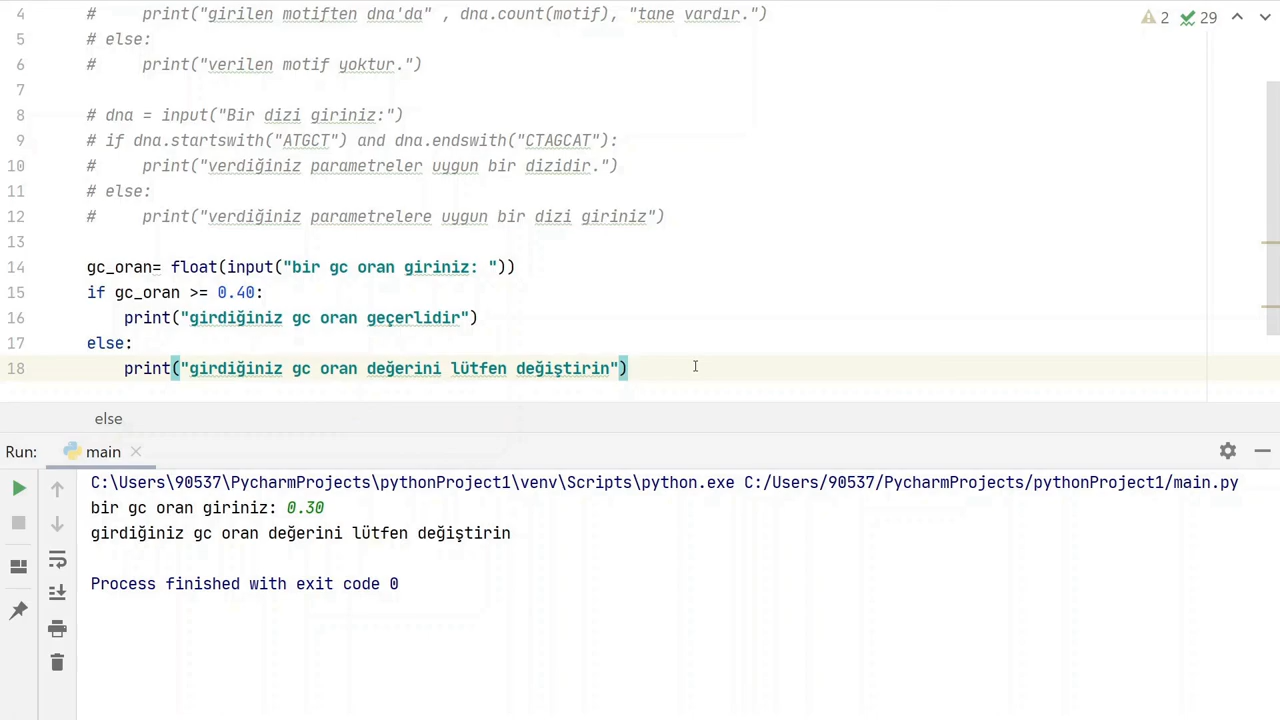 4 #     print("girilen motiften dna'da" , dna.count(motif), "tane vardır.")
2 29
5 # else:
6 #     print("verilen motif yoktur.")
7
8 # dna = input("Bir dizi giriniz:")
9 # if dna.startswith("ATGCT") and dna.endswith("CTAGCAT"):
10 #     print("verdiğiniz parametreler uygun bir dizidir.")
11 # else:
12 #     print("verdiğiniz parametrelere uygun bir dizi giriniz")
13
14 gc_oran= float(input("bir gc oran giriniz: "))
15 if gc_oran >= 0.40:
16     print("girdiğiniz gc oran geçerlidir")
17 else:
18     print("girdiğiniz gc oran değerini lütfen değiştirin")
else
Run: main
C:\Users\90537\PycharmProjects\pythonProject1\venv\Scripts\python.exe C:/Users/90537/PycharmProjects/pythonProject1/main.py
bir gc oran giriniz: 0.30
girdiğiniz gc oran değerini lütfen değiştirin
Process finished with exit code 0